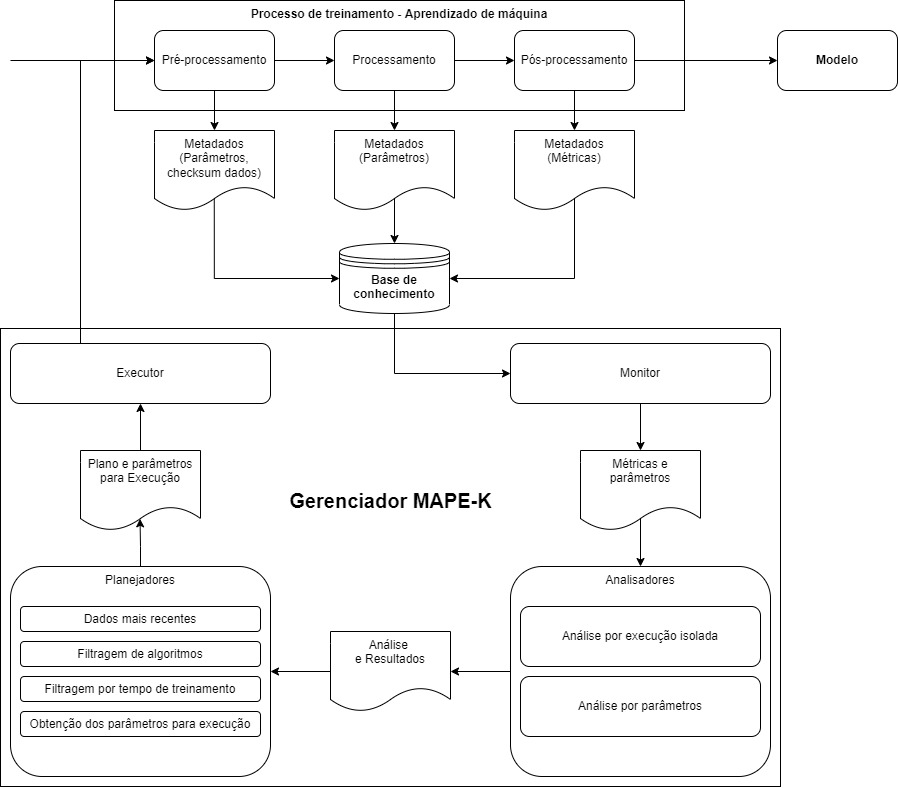 Processo de treinamento - Aprendizado de máquina
Pré-processamento
Processamento
Pós-processamento
Modelo
Metadados
(Parâmetros,
checksum dados)
Metadados
(Parâmetros)
Metadados
(Métricas)
Base de
conhecimento
Executor
Monitor
Plano e parâmetros
para Execução
Métricas e
parâmetros
Gerenciador MAPE-K
Planejadores
Dados mais recentes
Filtragem de algoritmos
Filtragem por tempo de treinamento
Obtenção dos parâmetros para execução
Análise
e Resultados
Analisadores
Análise por execução isolada
Análise por parâmetros